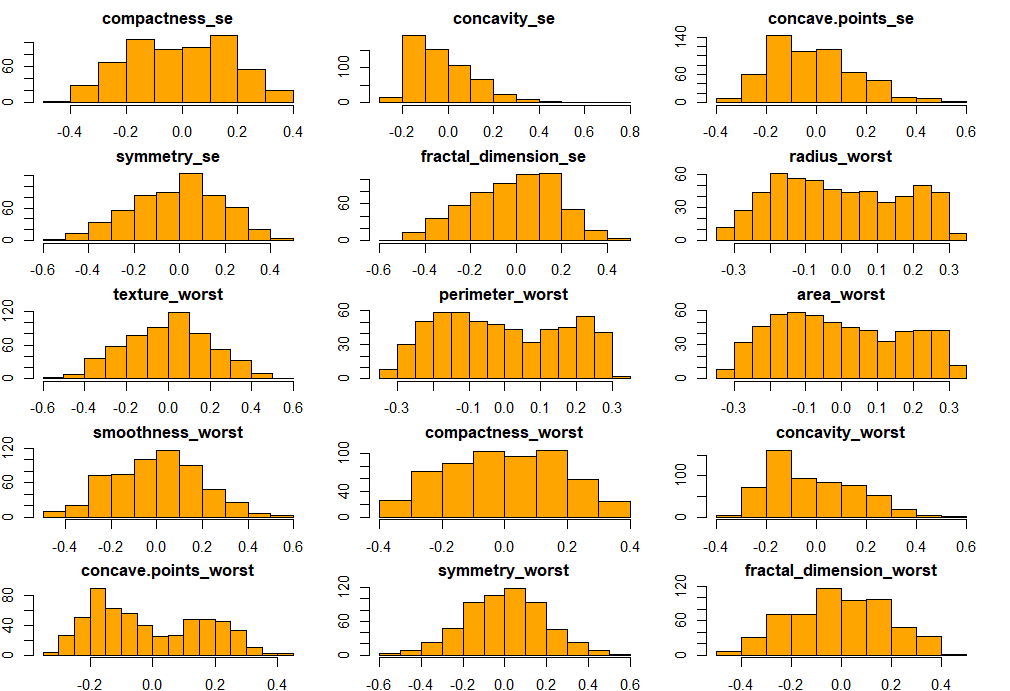 compactness_se concavity_se concave.points_se
0 60 0 100 0 60 140
-0.4 -0.2 0.0 0.2 0.4 -0.2 0.0 0.2 0.4 0.6 0.8 -0.4 -0.2 0.0 0.2 0.4 0.6
symmetry_se fractal_dimension_se radius_worst
0 60 0 60 0 30 60
-0.6 -0.4 -0.2 0.0 0.2 0.4 -0.6 -0.4 -0.2 0.0 0.2 0.4 -0.3 -0.1 0.0 0.1 0.2 0.3
texture_worst perimeter_worst area_worst
0 60 120 0 30 60 0 30 60
-0.6 -0.4 -0.2 0.0 0.2 0.4 0.6 -0.3 -0.1 0.0 0.1 0.2 0.3 -0.3 -0.1 0.0 0.1 0.2 0.3
smoothness_worst compactness_worst concavity_worst
0 60 120 0 40 100 0 100
-0.4 -0.2 0.0 0.2 0.4 0.6 -0.4 -0.2 0.0 0.2 0.4 -0.4 -0.2 0.0 0.2 0.4 0.6
concave.points_worst symmetry_worst fractal_dimension_worst
0 40 80 0 60 120 0 60 120
-0.2 0.0 0.2 0.4 -0.6 -0.4 -0.2 0.0 0.2 0.4 0.6 -0.4 -0.2 0.0 0.2 0.4